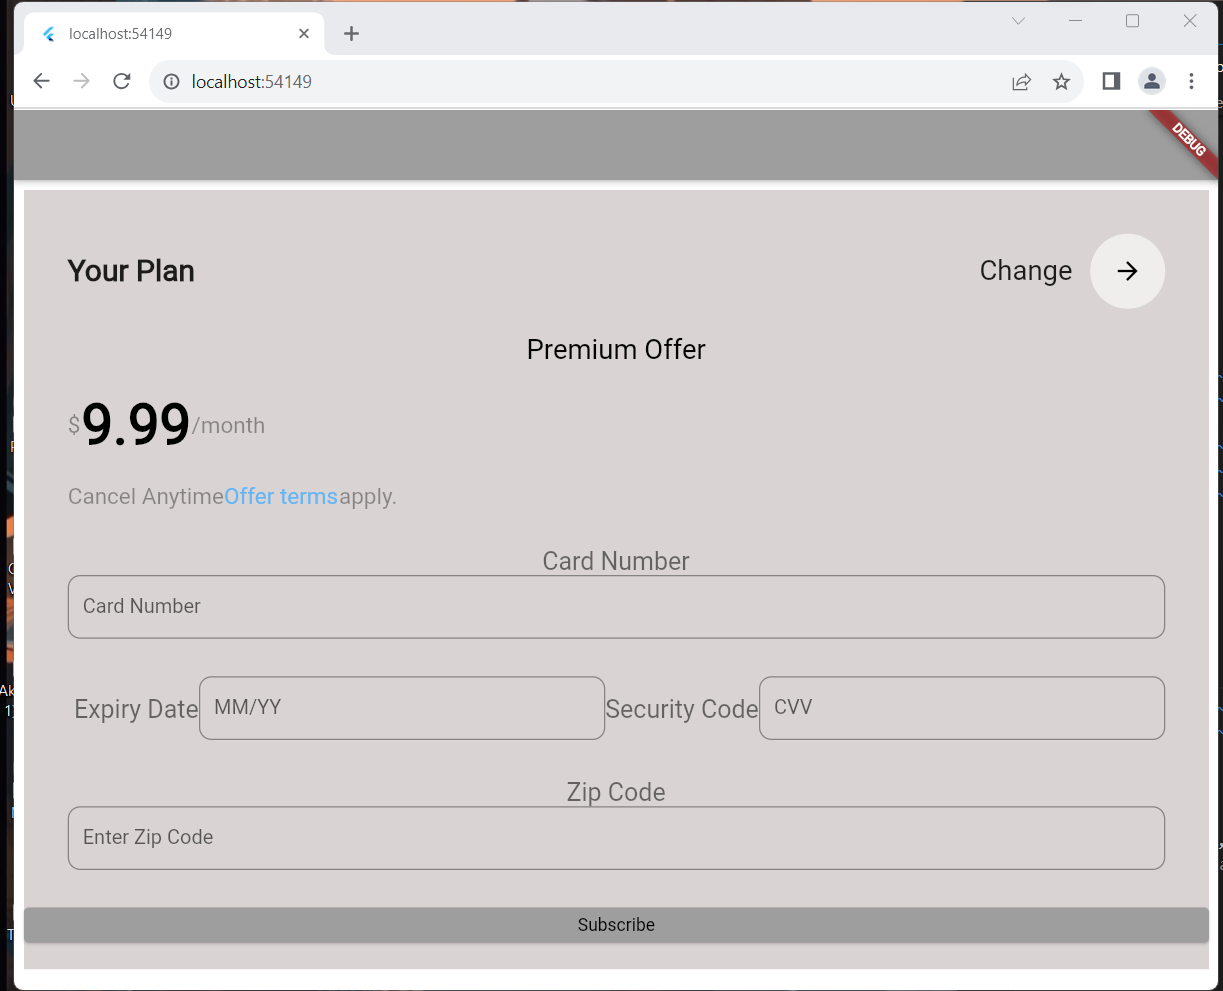 localhost:54149
localhost:54149
DEBUG
Your Plan
Change
Premium Offer
$9.99/month
Cancel AnytimeOffer termsapply.
Card Number
Card Number
Expiry Date MM/YY Security Code CVV
Zip Code
Enter Zip Code
Subscribe